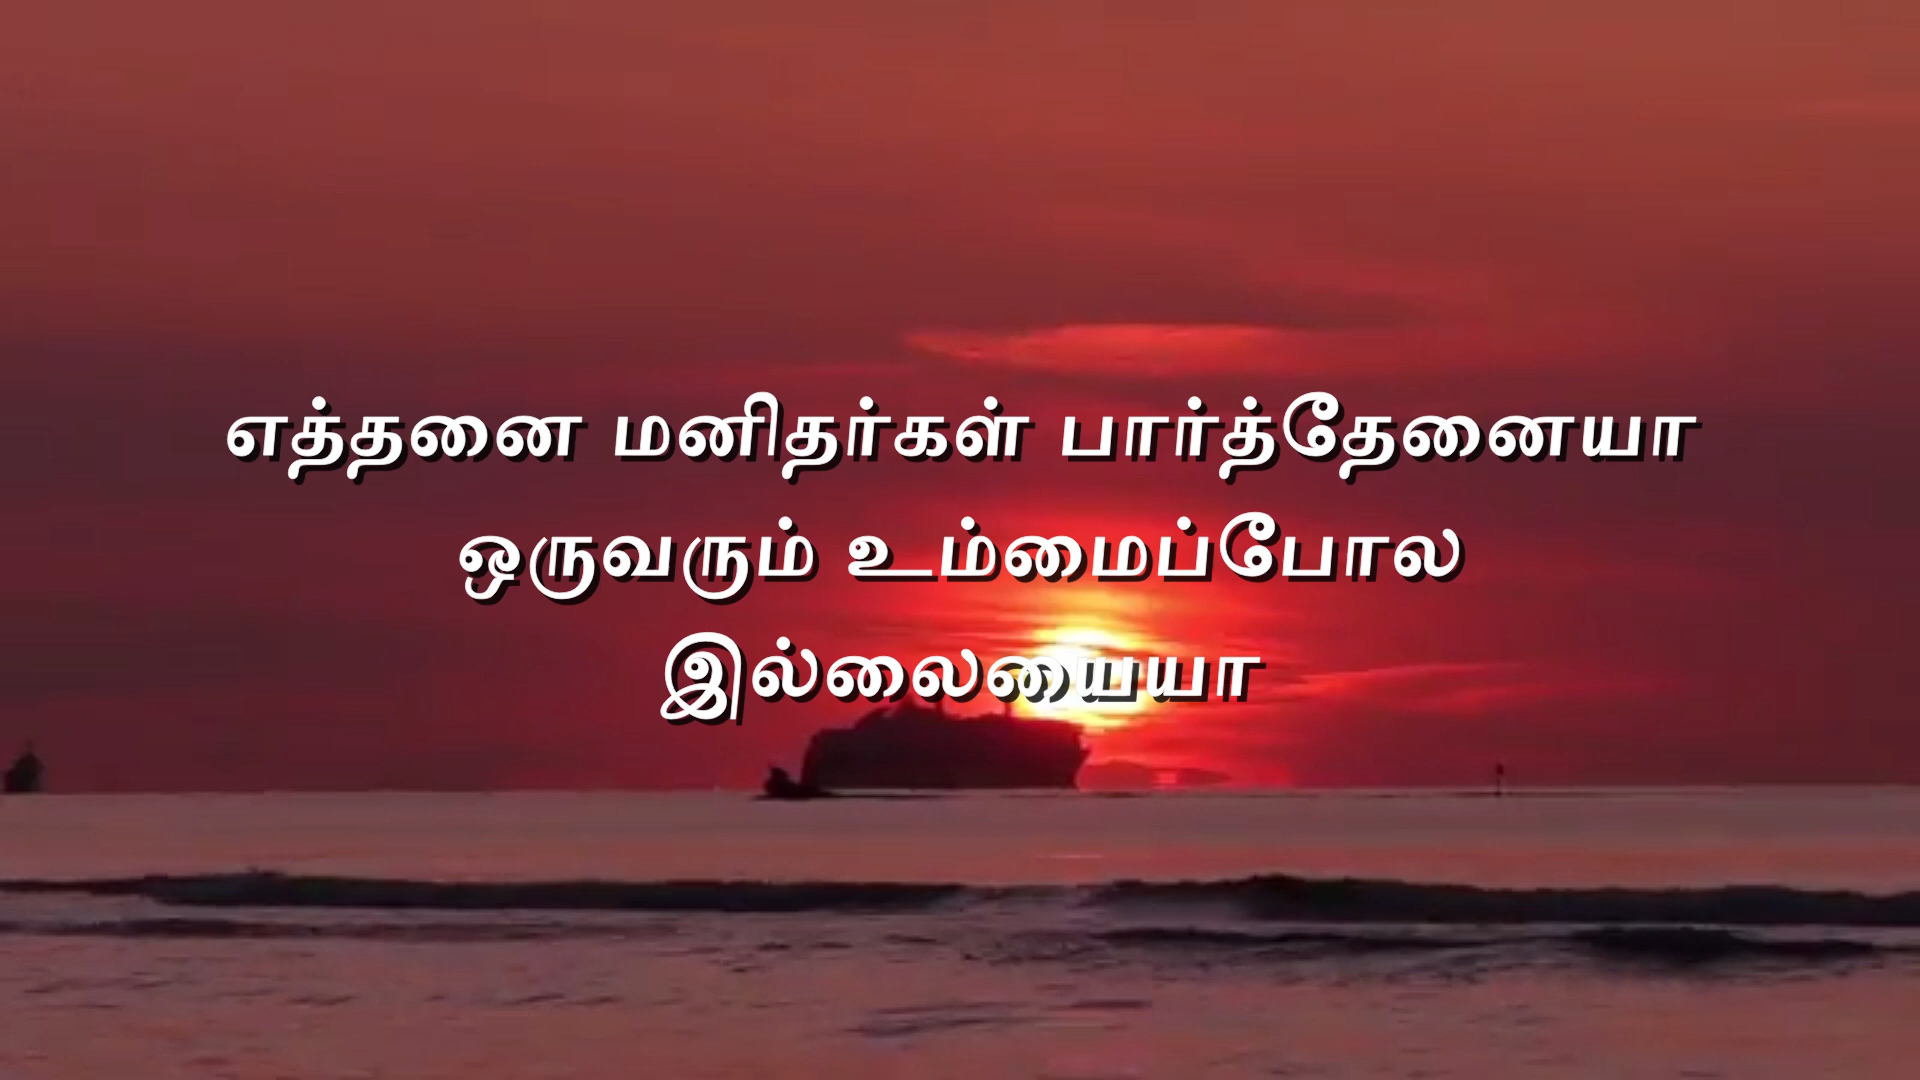 எத்தனை மனிதர்கள் பார்த்தேனையா
ஒருவரும் உம்மைப்போல
இல்லையையா